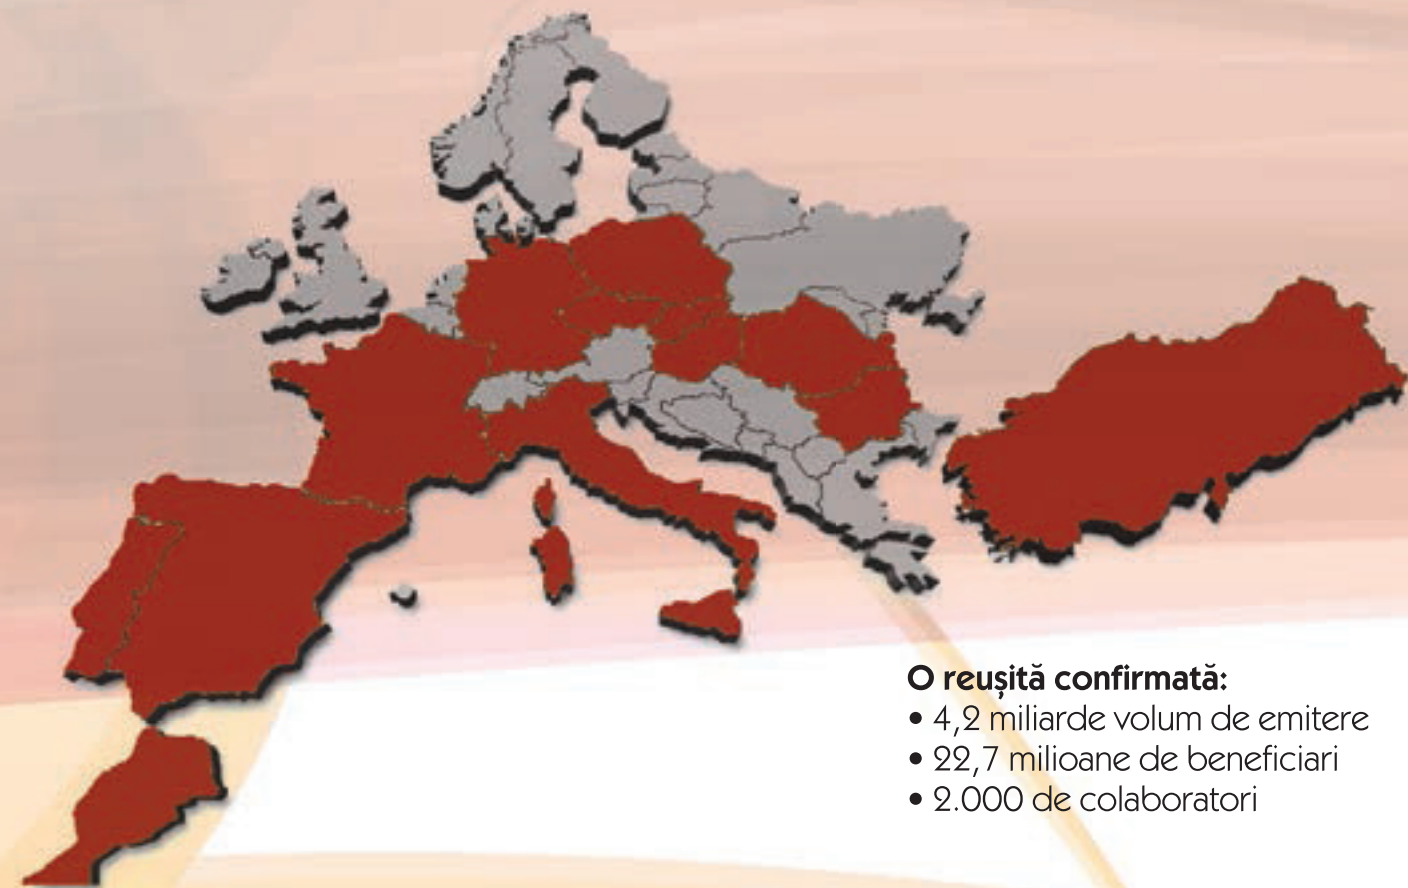 O reușită confirmată:
• 4,2 miliarde volum de emitere
• 22,7 milioane de beneficiari
• 2.000 de colaboratori